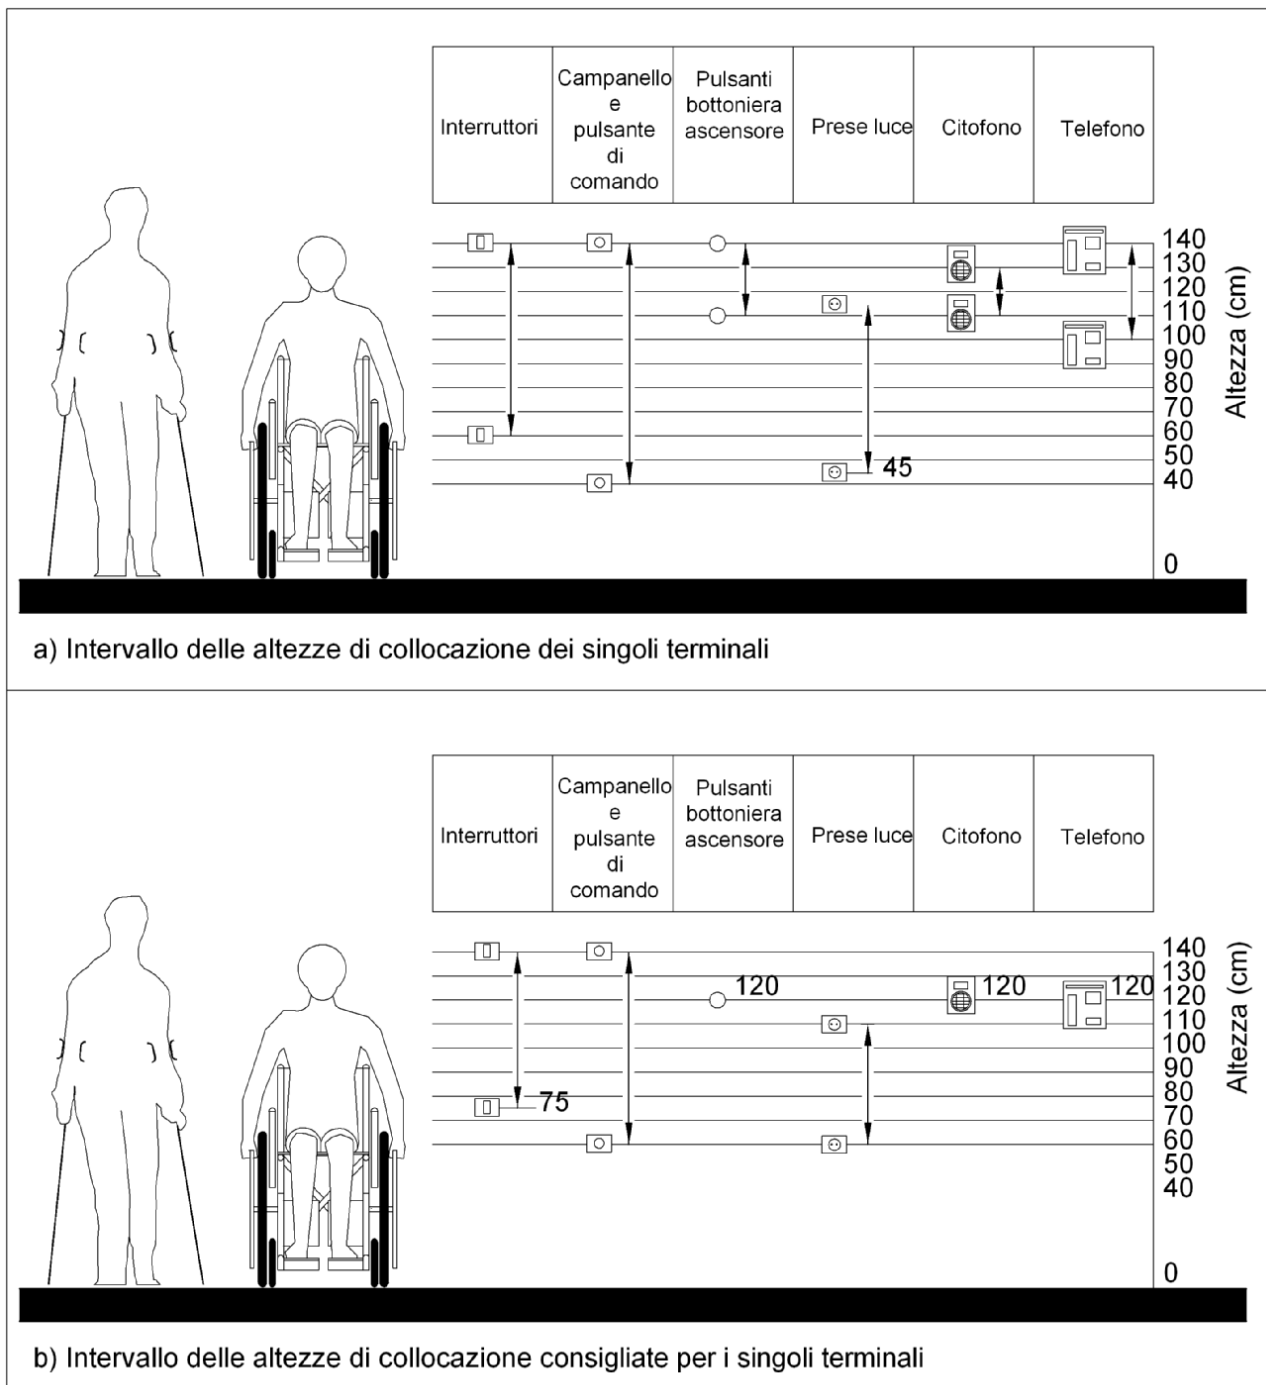 Interruttori
Campanello
e
pulsante
di
comando
Pulsanti
bottoniera
ascensore
Prese luce
Citofono
Telefono
140
130
120
110
100
90
80
70
60
50
40
0
Altezza (cm)
45
a) Intervallo delle altezze di collocazione dei singoli terminali
Interruttori
Campanello
e
pulsante
di
comando
Pulsanti
bottoniera
ascensore
Prese luce
Citofono
Telefono
120
120
120
75
140
130
120
110
100
90
80
70
60
50
40
0
Altezza (cm)
b) Intervallo delle altezze di collocazione consigliate per i singoli terminali